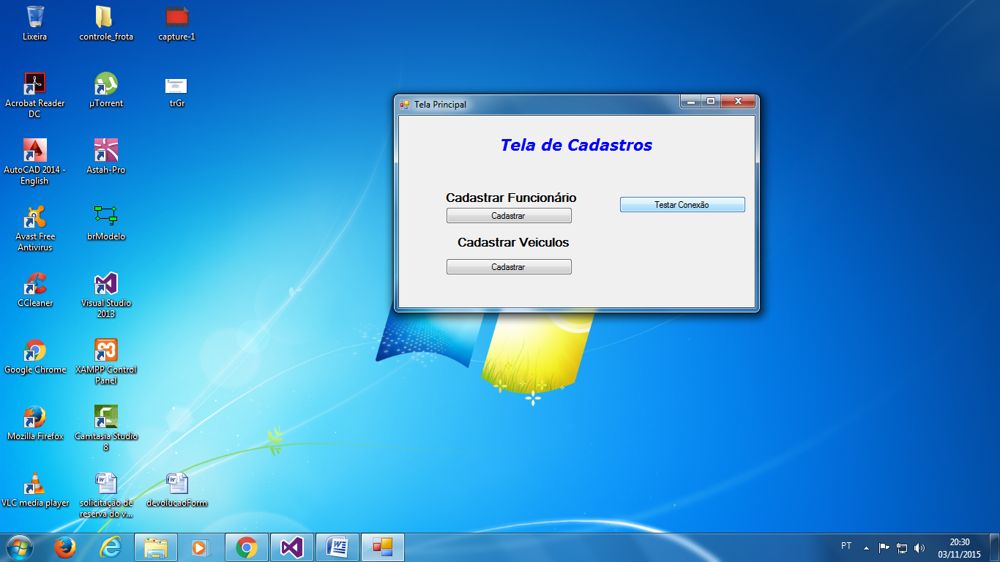 Lixeira
controle_frota
capture-1
Acrobat Reader
DC
µTorrent
trGr
AutoCAD 2014 -
English
Astah-Pro
Avast Free
Antivirus
brModelo
CCleaner
Visual Studio
2013
Google Chrome
XAMPP Control
Panel
Mozilla Firefox
Camtasia Studio
8
VLC media player
solicitação de
reserva do v...
devolucaoForm
Tela Principal
Tela de Cadastros
Cadastrar Funcionário
Cadastrar
Testar Conexão
Cadastrar Veiculos
Cadastrar
PT
20:30
03/11/2015